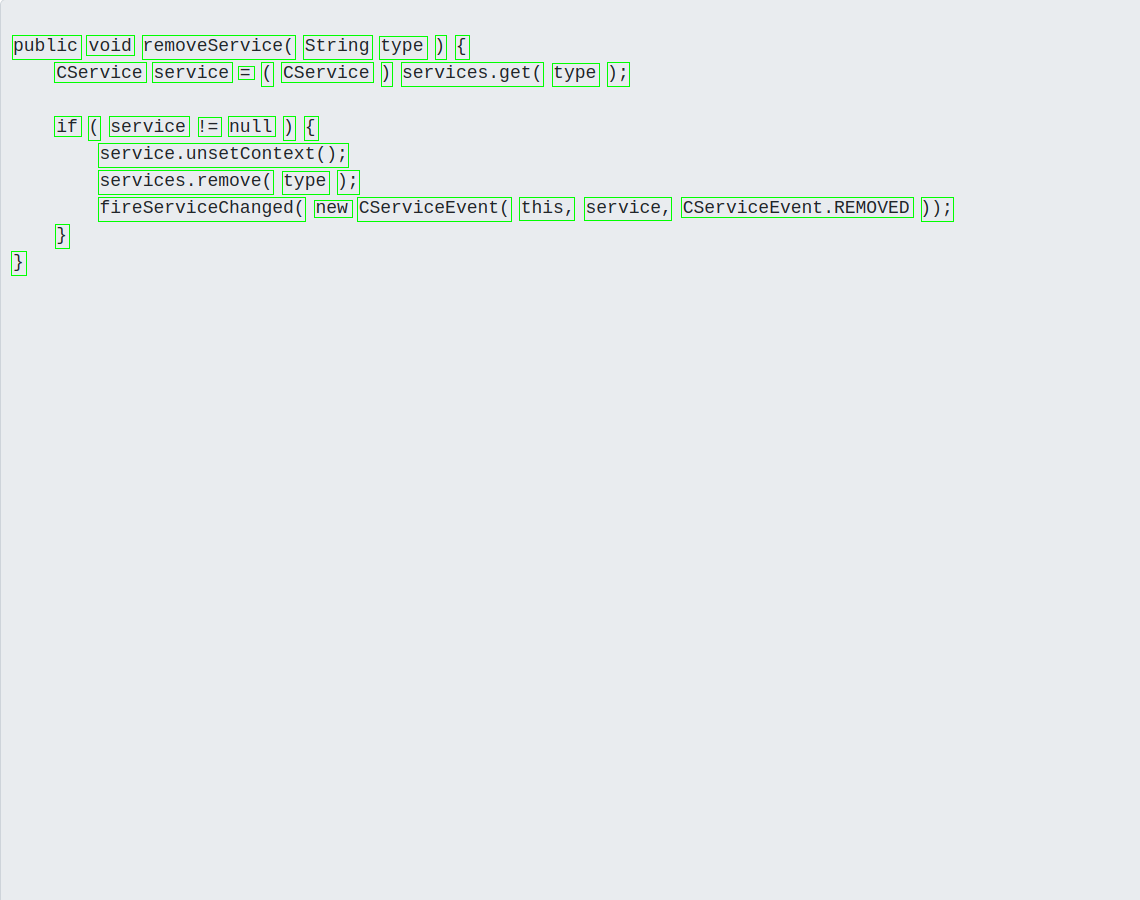 public void removeService( String type ) {
    CService service = ( CService ) services.get( type );

    if ( service != null ) {
        service.unsetContext();
        services.remove( type );
        fireServiceChanged( new CServiceEvent( this, service, CServiceEvent.REMOVED ));
    }
}